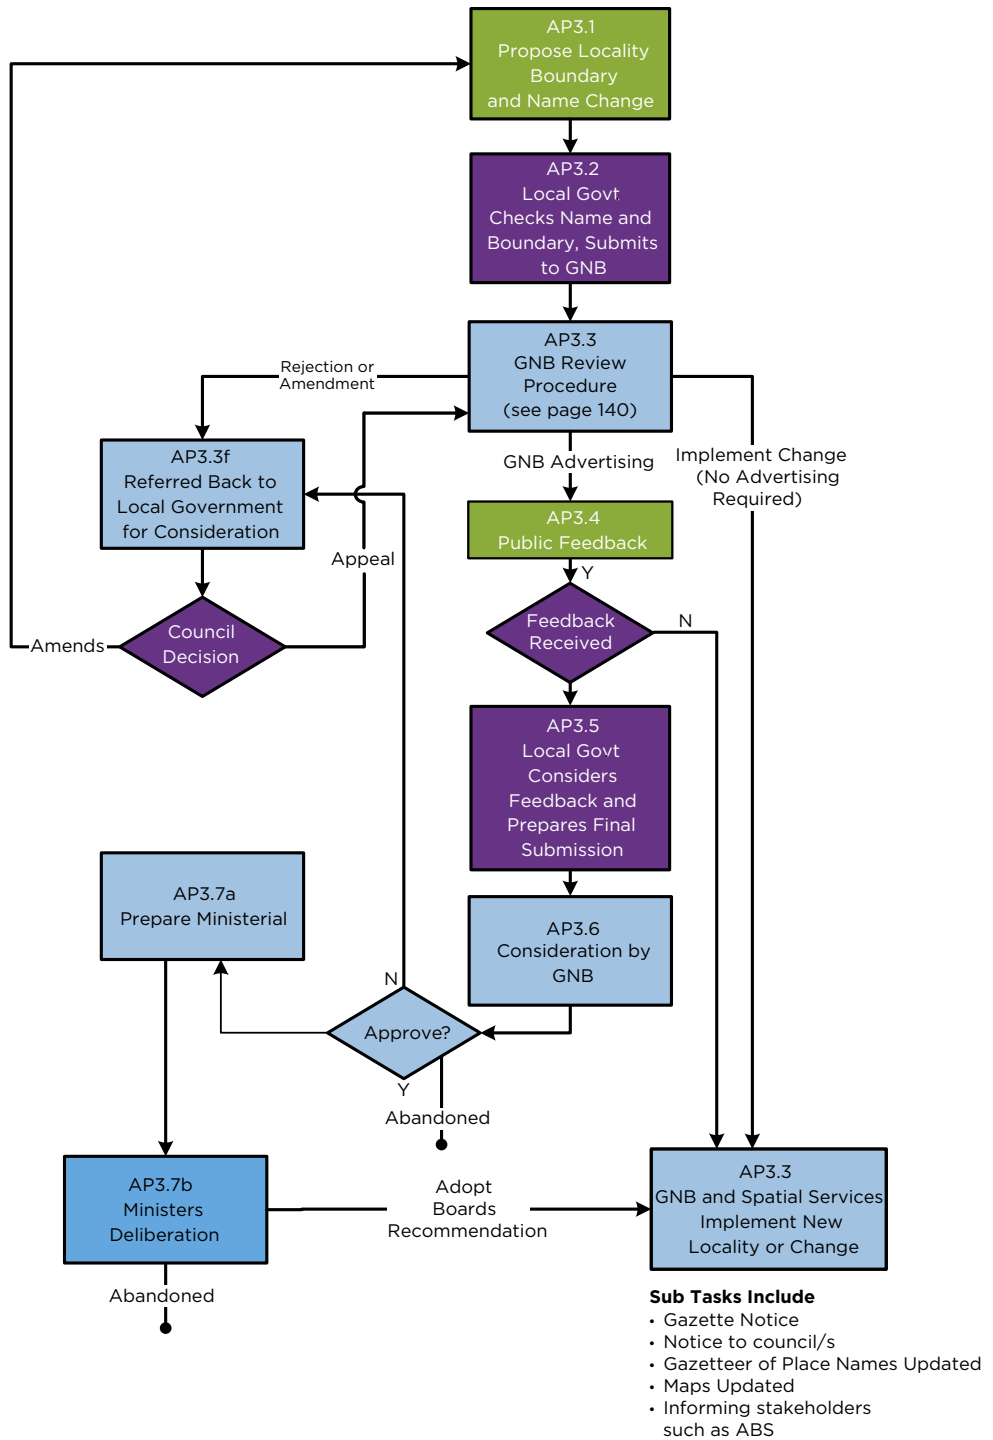 AP3.1
Propose Locality
Boundary
and Name Change
AP3.2
Local Govt
Checks Name and
Boundary, Submits
to GNB
AP3.3
GNB Review
Procedure
(see page 140)
Rejection or
Amendment
AP3.3f
Referred Back to
Local Government
for Consideration
GNB Advertising
Implement Change
(No Advertising
Required)
AP3.4
Public Feedback
Appeal
Y
Feedback
Received
N
Amends
Council
Decision
AP3.5
Local Govt
Considers
Feedback and
Prepares Final
Submission
AP3.7a
Prepare Ministerial
AP3.6
Consideration by
GNB
N
Approve?
Y
Abandoned
AP3.7b
Ministers
Deliberation
Adopt
Boards
Recommendation
AP3.3
GNB and Spatial Services
Implement New
Locality or Change
Abandoned
Sub Tasks Include
• Gazette Notice
• Notice to council/s
• Gazetteer of Place Names Updated
• Maps Updated
• Informing stakeholders
such as ABS